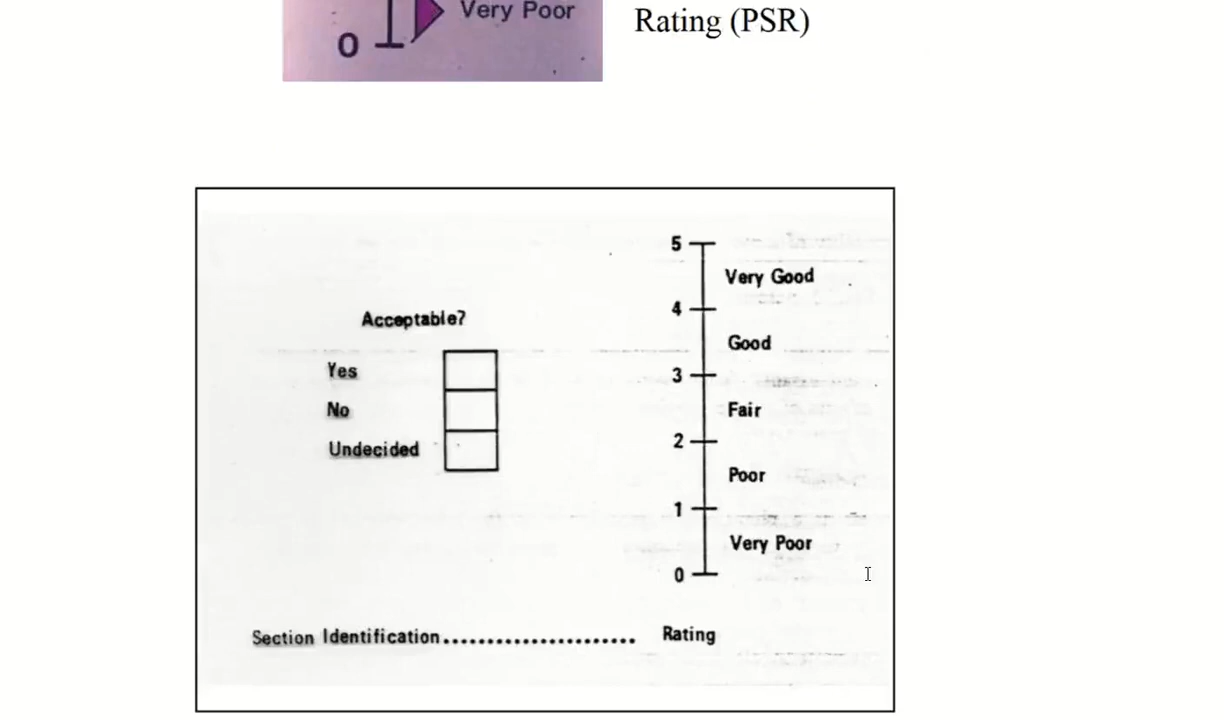 Very Poor
0
Rating (PSR)
5
Very Good
4
Acceptable?
Good
Yes
3
No
Fair
2
Undecided
Poor
1
Very Poor
0
Section Identification...................... Rating